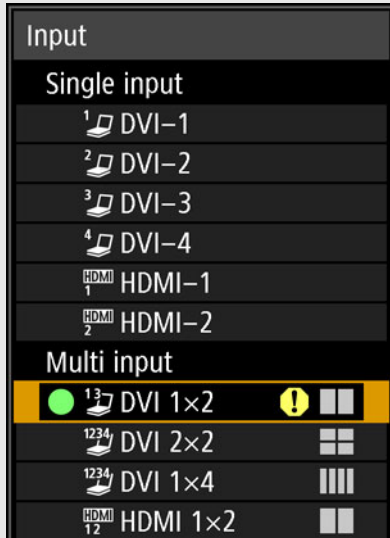 Input
Single input
1 DVI–1
2 DVI–2
3 DVI–3
4 DVI–4
HDMI 1 HDMI–1
HDMI 2 HDMI–2
Multi input
13 DVI 1×2 !
1234 DVI 2×2
1234 DVI 1×4
HDMI 12 HDMI 1×2